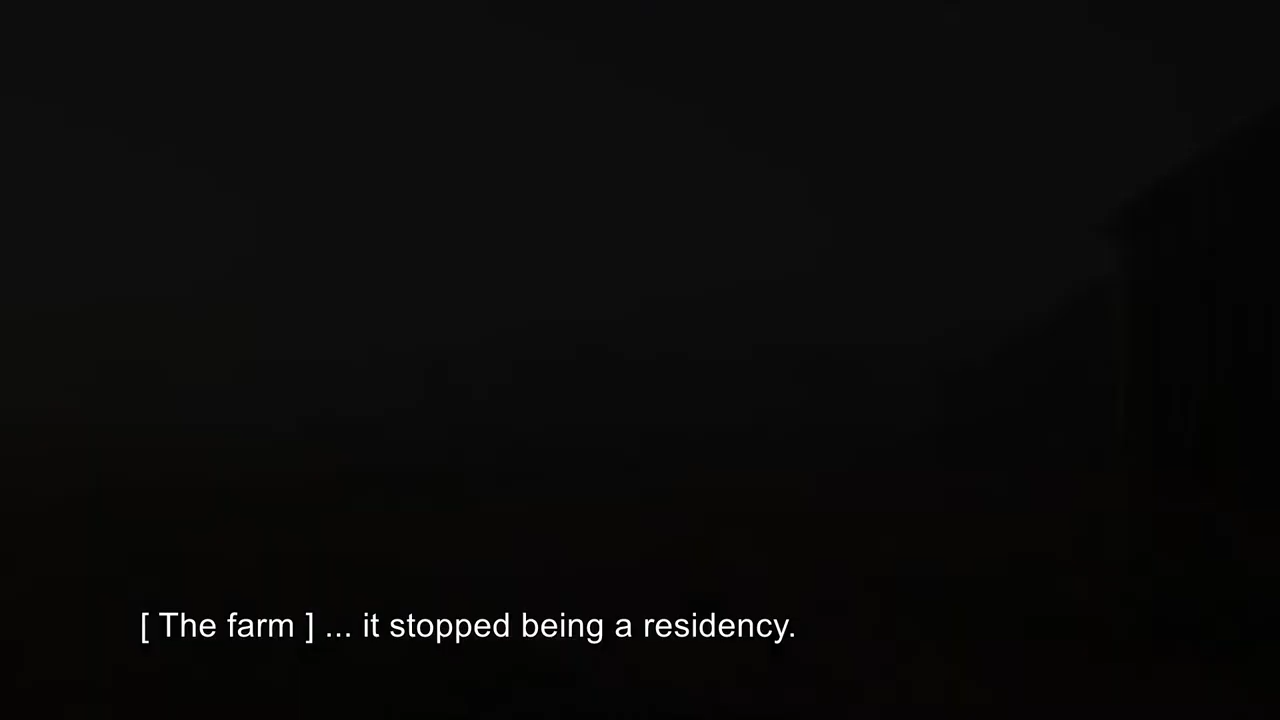 [ The farm ] ... it stopped being a residency.